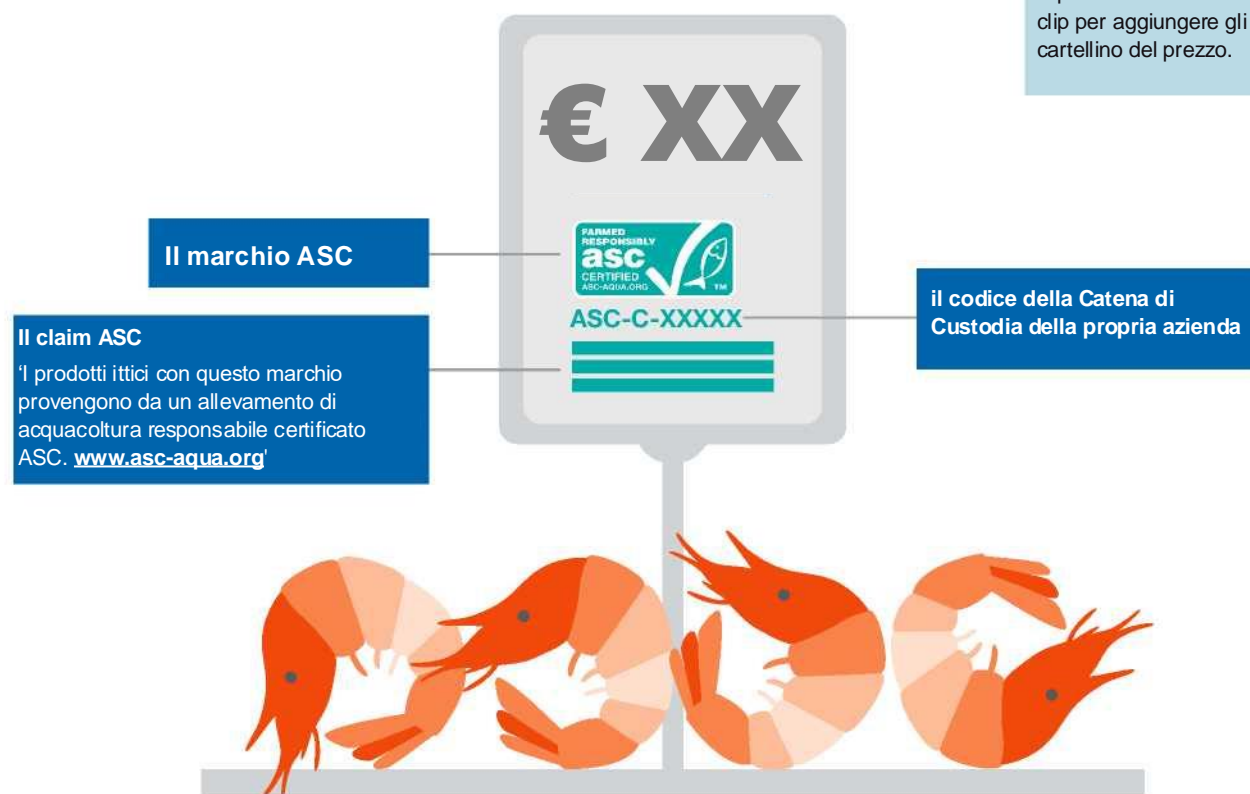 clip per aggiungere gli
cartellino del prezzo.
€ XX
Il marchio ASC
FARMED
RESPONSIBLY
asc
CERTIFIED
ASC-AQUA.ORG
TM
ASC-C-XXXXX
il codice della Catena di
Custodia della propria azienda
Il claim ASC
‘I prodotti ittici con questo marchio
provengono da un allevamento di
acquacoltura responsabile certificato
ASC. www.asc-aqua.org'